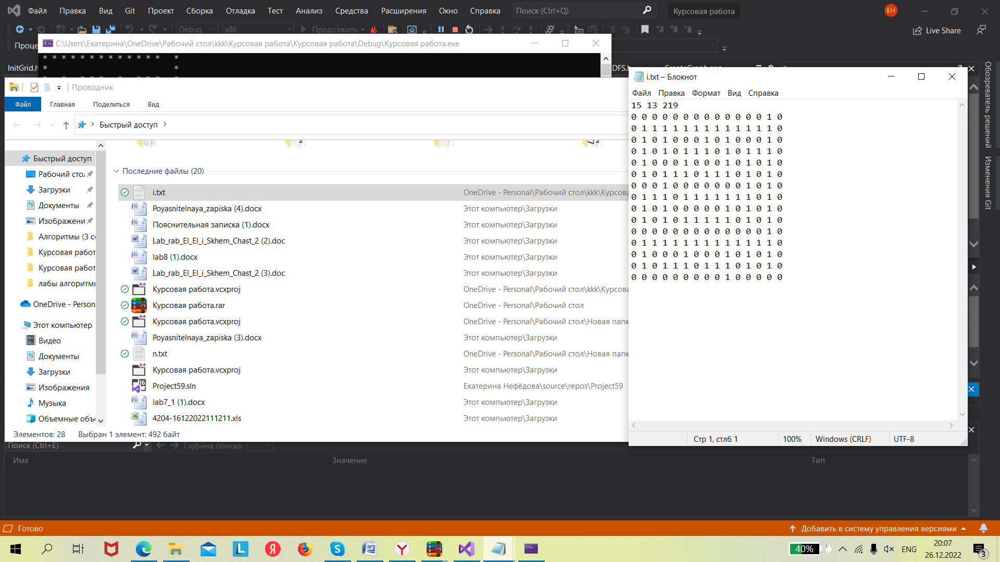 Файл Правка Вид Git Проект Сборка Отладка Тест Анализ Средства Расширения Окно Справка Поиск (Ctrl+Q) Курсовая работа EH
Debug x86 Продолжить Live Share
Проце
C:\Users\Екатерина\OneDrive\Рабочий стол\kkk\Курсовая работа\Курсовая работа\Debug\Курсовая работа.exe
* * * * * * * * * * * * * *
* *
InitGrid.h
DFS.h
Обозреватель решений
Изменения Git
Проводник
Файл Главная Поделиться Вид
Быстрый доступ
Быстрый доступ
Рабочий сто
Загрузки
Документы
Изображени
Алгоритмы (3 с
Курсовая работ
Курсовая работ
лабы алгоритмы
OneDrive - Person
Этот компьютер
Видео
Документы
Загрузки
Изображения
Музыка
Объемные объ
Последние файлы (20)
i.txt OneDrive - Personal\Рабочий стол\kkk\Курсова
Poyasnitelnaya_zapiska (4).docx Этот компьютер\Загрузки
Пояснительная записка (1).docx Этот компьютер\Загрузки
Lab_rab_El_El_i_Skhem_Chast_2 (2).doc Этот компьютер\Загрузки
lab8 (1).docx Этот компьютер\Загрузки
Lab_rab_El_El_i_Skhem_Chast_2 (3).doc Этот компьютер\Загрузки
Курсовая работа.vcxproj OneDrive - Personal\Рабочий стол\kkk\Курсова
Курсовая работа.rar OneDrive - Personal\Рабочий стол
Курсовая работа.vcxproj OneDrive - Personal\Рабочий стол\Новая папк
Poyasnitelnaya_zapiska (3).docx Этот компьютер\Загрузки
n.txt OneDrive - Personal\Рабочий стол\Новая папк
Курсовая работа.vcxproj Этот компьютер\Загрузки
Project59.sln Екатерина Нефёдова\source\repos\Project59
lab7_1 (1).docx Этот компьютер\Загрузки
4204-16122022111211.xls Этот компьютер\Загрузки
Элементов: 28 Выбран 1 элемент: 492 байт
i.txt – Блокнот
Файл Правка Формат Вид Справка
15 13 219
0 0 0 0 0 0 0 0 0 0 0 0 0 1 0
0 1 1 1 1 1 1 1 1 1 1 1 1 1 0
0 1 0 1 0 0 0 1 0 1 0 0 0 1 0
0 1 0 1 0 1 1 1 0 1 0 1 1 1 0
0 1 0 0 0 1 0 0 0 1 0 1 0 1 0
0 1 0 1 1 1 0 1 1 1 0 1 0 1 0
0 0 0 1 0 0 0 0 0 0 0 1 0 1 0
0 1 1 1 0 1 1 1 1 1 1 1 0 1 0
0 1 0 1 0 0 0 0 0 1 0 1 0 1 0
0 1 0 1 0 1 1 1 1 1 0 1 0 1 0
0 0 0 0 0 0 0 0 0 0 0 0 0 1 0
0 1 1 1 1 1 1 1 1 1 1 1 1 1 0
0 1 0 0 0 1 0 0 0 1 0 1 0 1 0
0 1 0 1 1 1 0 1 1 1 0 1 0 1 0
0 0 0 0 0 0 0 0 0 1 0 0 0 0 0
Стр 1, стлб 1 100% Windows (CRLF) UTF-8
Поиск (Ctrl+E) Глубина поиска:
Имя Значение Тип
Готово Добавить в систему управления версиями
40% ENG 20:07
26.12.2022
3